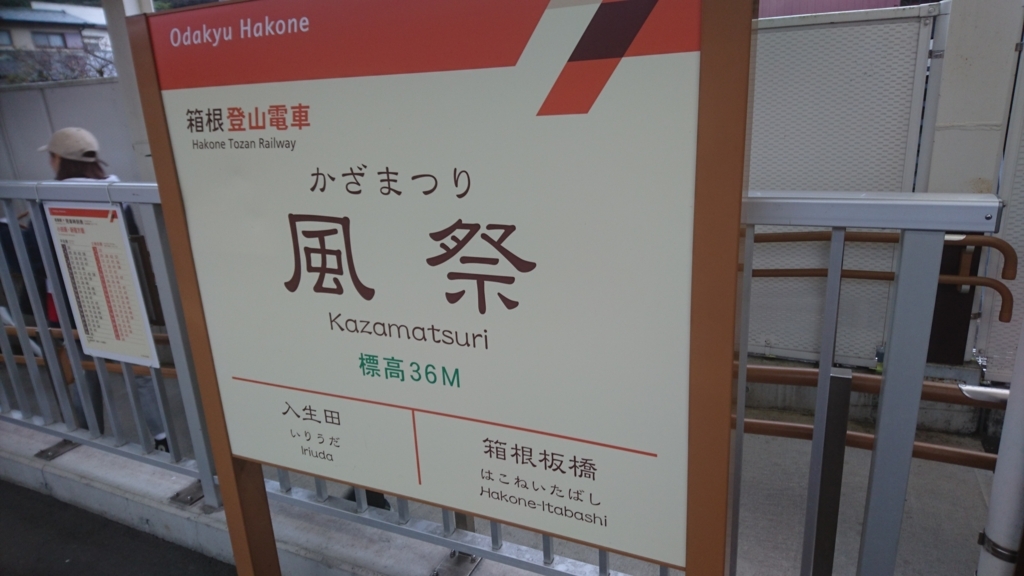 Odakyu Hakone
箱根登山電車
Hakone Tozan Railway
かざまつり
風祭
Kazamatsuri
標高36M
入生田
いりうだ
Iriuda
箱根板橋
はこねいたばし
Hakone-Itabashi